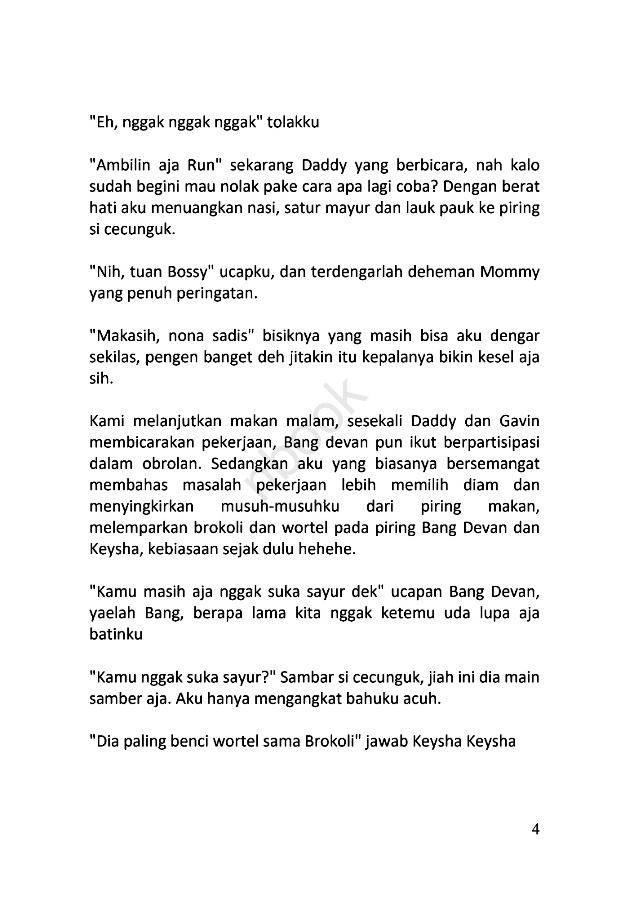 "Eh, nggak nggak nggak" tolakku
"Ambilin aja Run" sekarang Daddy yang berbicara, nah kalo
sudah begini mau nolak pake cara apa lagi coba? Dengan berat
hati aku menuangkan nasi, satur mayur dan lauk pauk ke piring
si cecunguk.
"Nih, tuan Bossy" ucapku, dan terdengarlah deheman Mommy
yang penuh peringatan.
"Makasih, nona sadis" bisiknya yang masih bisa aku dengar
sekilas, pengen banget deh jitakin itu kepalanya bikin kesel aja
sih.
Kami melanjutkan makan malam, sesekali Daddy dan Gavin
membicarakan pekerjaan, Bang devan pun ikut berpartisipasi
dalam obrolan. Sedangkan aku yang biasanya bersemangat
membahas masalah pekerjaan lebih memilih diam dan
menyingkirkan musuh-musuhku dari piring makan,
melemparkan brokoli dan wortel pada piring Bang Devan dan
Keysha, kebiasaan sejak dulu hehehe.
"Kamu masih aja nggak suka sayur dek" ucapan Bang Devan,
yaelah Bang, berapa lama kita nggak ketemu uda lupa aja
batinku
"Kamu nggak suka sayur?" Sambar si cecunguk, jiah ini dia main
samber aja. Aku hanya mengangkat bahuku acuh.
"Dia paling benci wortel sama Brokoli" jawab Keysha Keysha
4